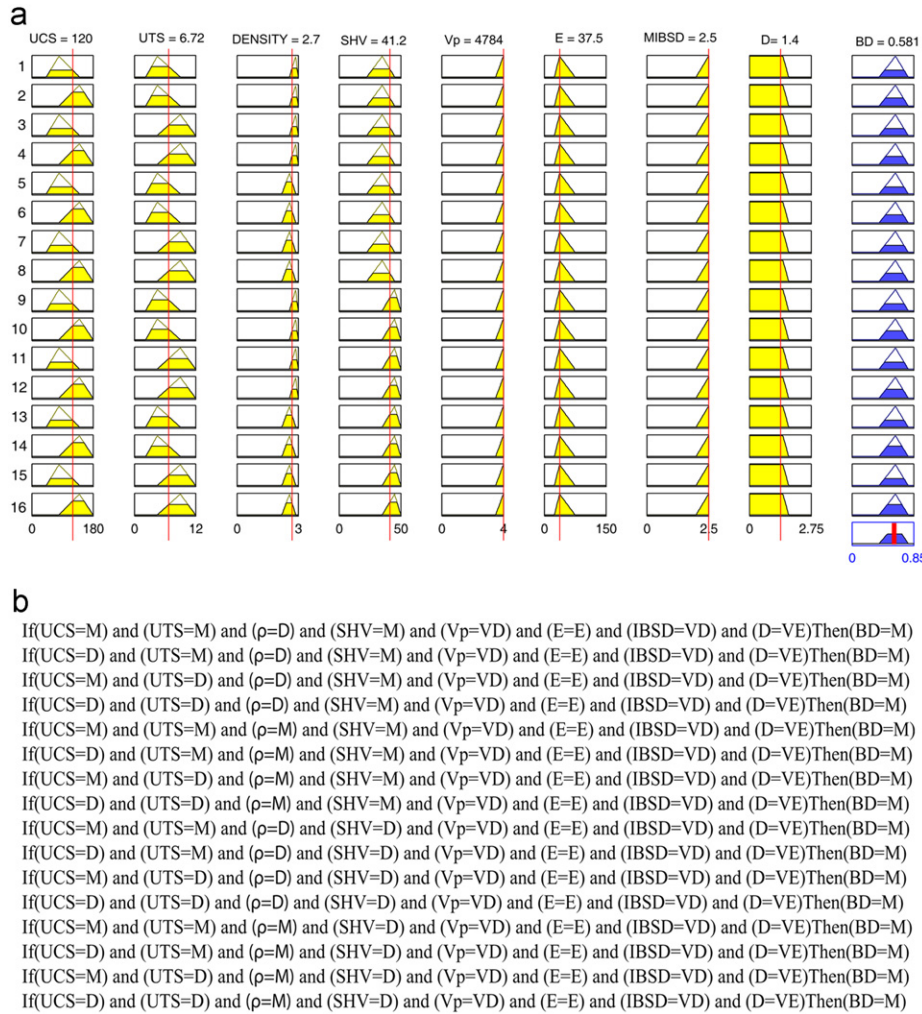 a
UCS = 120 UTS = 6.72 DENSITY = 2.7 SHV = 41.2 Vp = 4784 E = 37.5 MIBSD = 2.5 D= 1.4 BD = 0.581
1
2
3
4
5
6
7
8
9
10
11
12
13
14
15
16
0 180 0 12 3 0 50 4 0 150 0 2.5 0 2.75
0 0.85
b
If(UCS=M) and (UTS=M) and (ρ=D) and (SHV=M) and (Vp=VD) and (E=E) and (IBSD=VD) and (D=VE)Then(BD=M)
If(UCS=D) and (UTS=M) and (ρ=D) and (SHV=M) and (Vp=VD) and (E=E) and (IBSD=VD) and (D=VE)Then(BD=M)
If(UCS=M) and (UTS=D) and (ρ=D) and (SHV=M) and (Vp=VD) and (E=E) and (IBSD=VD) and (D=VE)Then(BD=M)
If(UCS=D) and (UTS=D) and (ρ=D) and (SHV=M) and (Vp=VD) and (E=E) and (IBSD=VD) and (D=VE)Then(BD=M)
If(UCS=M) and (UTS=M) and (ρ=M) and (SHV=M) and (Vp=VD) and (E=E) and (IBSD=VD) and (D=VE)Then(BD=M)
If(UCS=D) and (UTS=M) and (ρ=M) and (SHV=M) and (Vp=VD) and (E=E) and (IBSD=VD) and (D=VE)Then(BD=M)
If(UCS=M) and (UTS=D) and (ρ=M) and (SHV=M) and (Vp=VD) and (E=E) and (IBSD=VD) and (D=VE)Then(BD=M)
If(UCS=D) and (UTS=D) and (ρ=M) and (SHV=M) and (Vp=VD) and (E=E) and (IBSD=VD) and (D=VE)Then(BD=M)
If(UCS=M) and (UTS=M) and (ρ=D) and (SHV=D) and (Vp=VD) and (E=E) and (IBSD=VD) and (D=VE)Then(BD=M)
If(UCS=D) and (UTS=M) and (ρ=D) and (SHV=D) and (Vp=VD) and (E=E) and (IBSD=VD) and (D=VE)Then(BD=M)
If(UCS=M) and (UTS=D) and (ρ=D) and (SHV=D) and (Vp=VD) and (E=E) and (IBSD=VD) and (D=VE)Then(BD=M)
If(UCS=D) and (UTS=D) and (ρ=D) and (SHV=D) and (Vp=VD) and (E=E) and (IBSD=VD) and (D=VE)Then(BD=M)
If(UCS=M) and (UTS=M) and (ρ=M) and (SHV=D) and (Vp=VD) and (E=E) and (IBSD=VD) and (D=VE)Then(BD=M)
If(UCS=D) and (UTS=M) and (ρ=M) and (SHV=D) and (Vp=VD) and (E=E) and (IBSD=VD) and (D=VE)Then(BD=M)
If(UCS=M) and (UTS=D) and (ρ=M) and (SHV=D) and (Vp=VD) and (E=E) and (IBSD=VD) and (D=VE)Then(BD=M)
If(UCS=D) and (UTS=D) and (ρ=M) and (SHV=D) and (Vp=VD) and (E=E) and (IBSD=VD) and (D=VE)Then(BD=M)